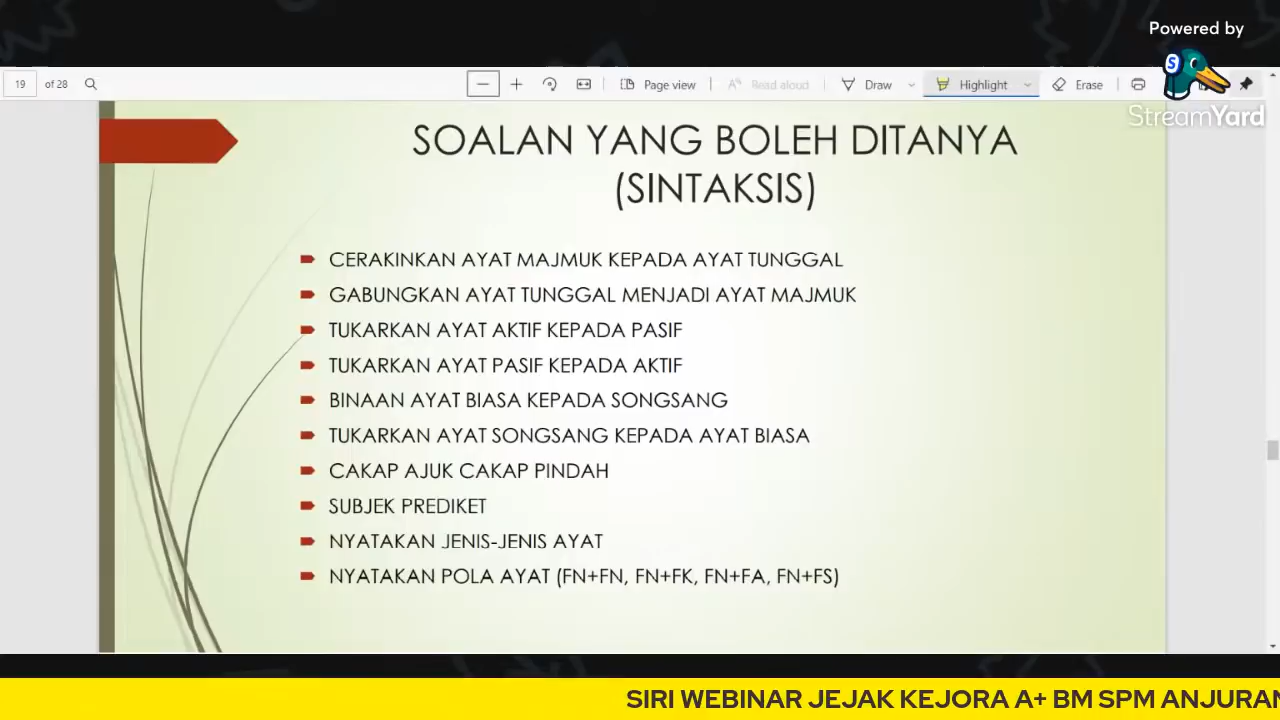 Powered by
StreamYard
19 of 28
Page view
Read aloud
Draw
Highlight
Erase
SOALAN YANG BOLEH DITANYA
(SINTAKSIS)
CERAKINKAN AYAT MAJMUK KEPADA AYAT TUNGGAL
GABUNGKAN AYAT TUNGGAL MENJADI AYAT MAJMUK
TUKARKAN AYAT AKTIF KEPADA PASIF
TUKARKAN AYAT PASIF KEPADA AKTIF
BINAAN AYAT BIASA KEPADA SONGSANG
TUKARKAN AYAT SONGSANG KEPADA AYAT BIASA
CAKAP AJUK CAKAP PINDAH
SUBJEK PREDIKET
NYATAKAN JENIS-JENIS AYAT
NYATAKAN POLA AYAT (FN+FN, FN+FK, FN+FA, FN+FS)
SIRI WEBINAR JEJAK KEJORA A+ BM SPM ANJURAN